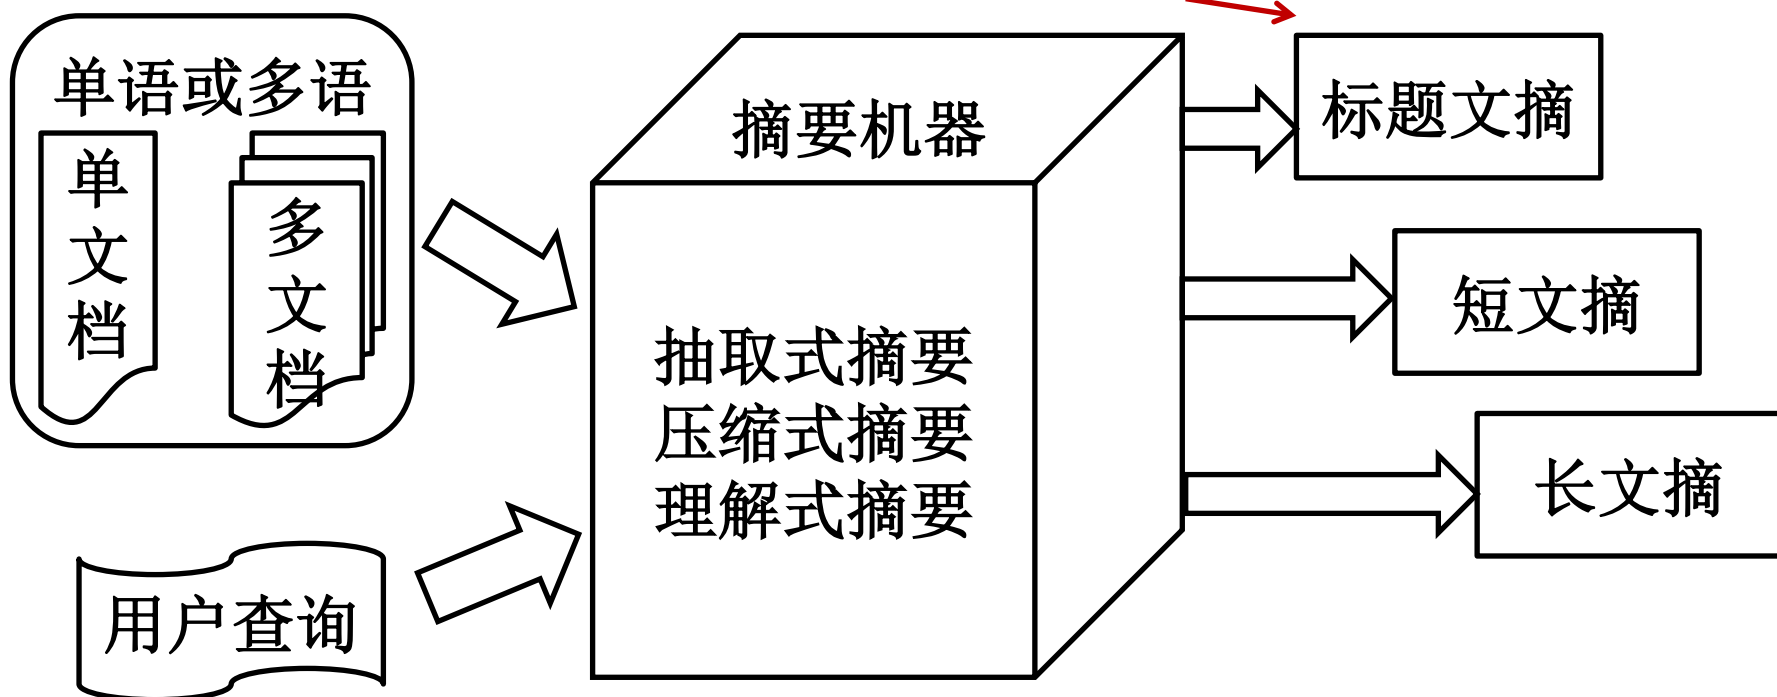 单语或多语
单文档
多文档
用户查询
摘要机器
抽取式摘要
压缩式摘要
理解式摘要
标题文摘
短文摘
长文摘